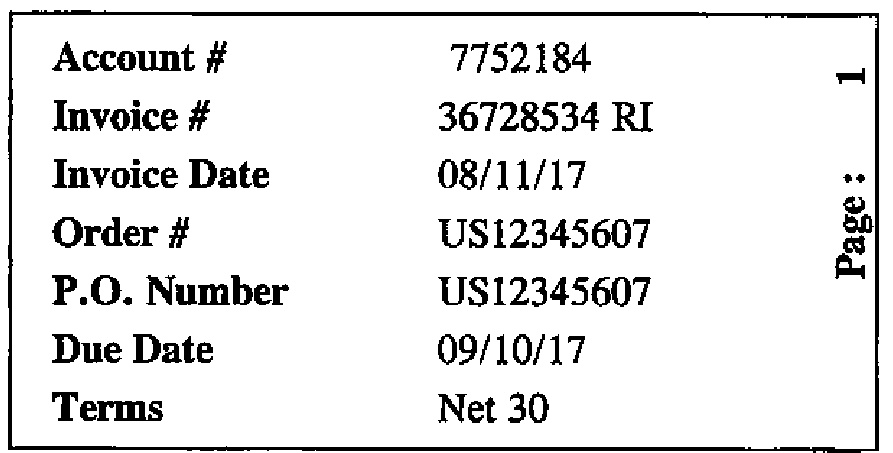 Account # 7752184
Invoice # 36728534 RI
Invoice Date 08/11/17
Order # US12345607
P.O. Number US12345607
Due Date 09/10/17
Terms Net 30
Page : 1